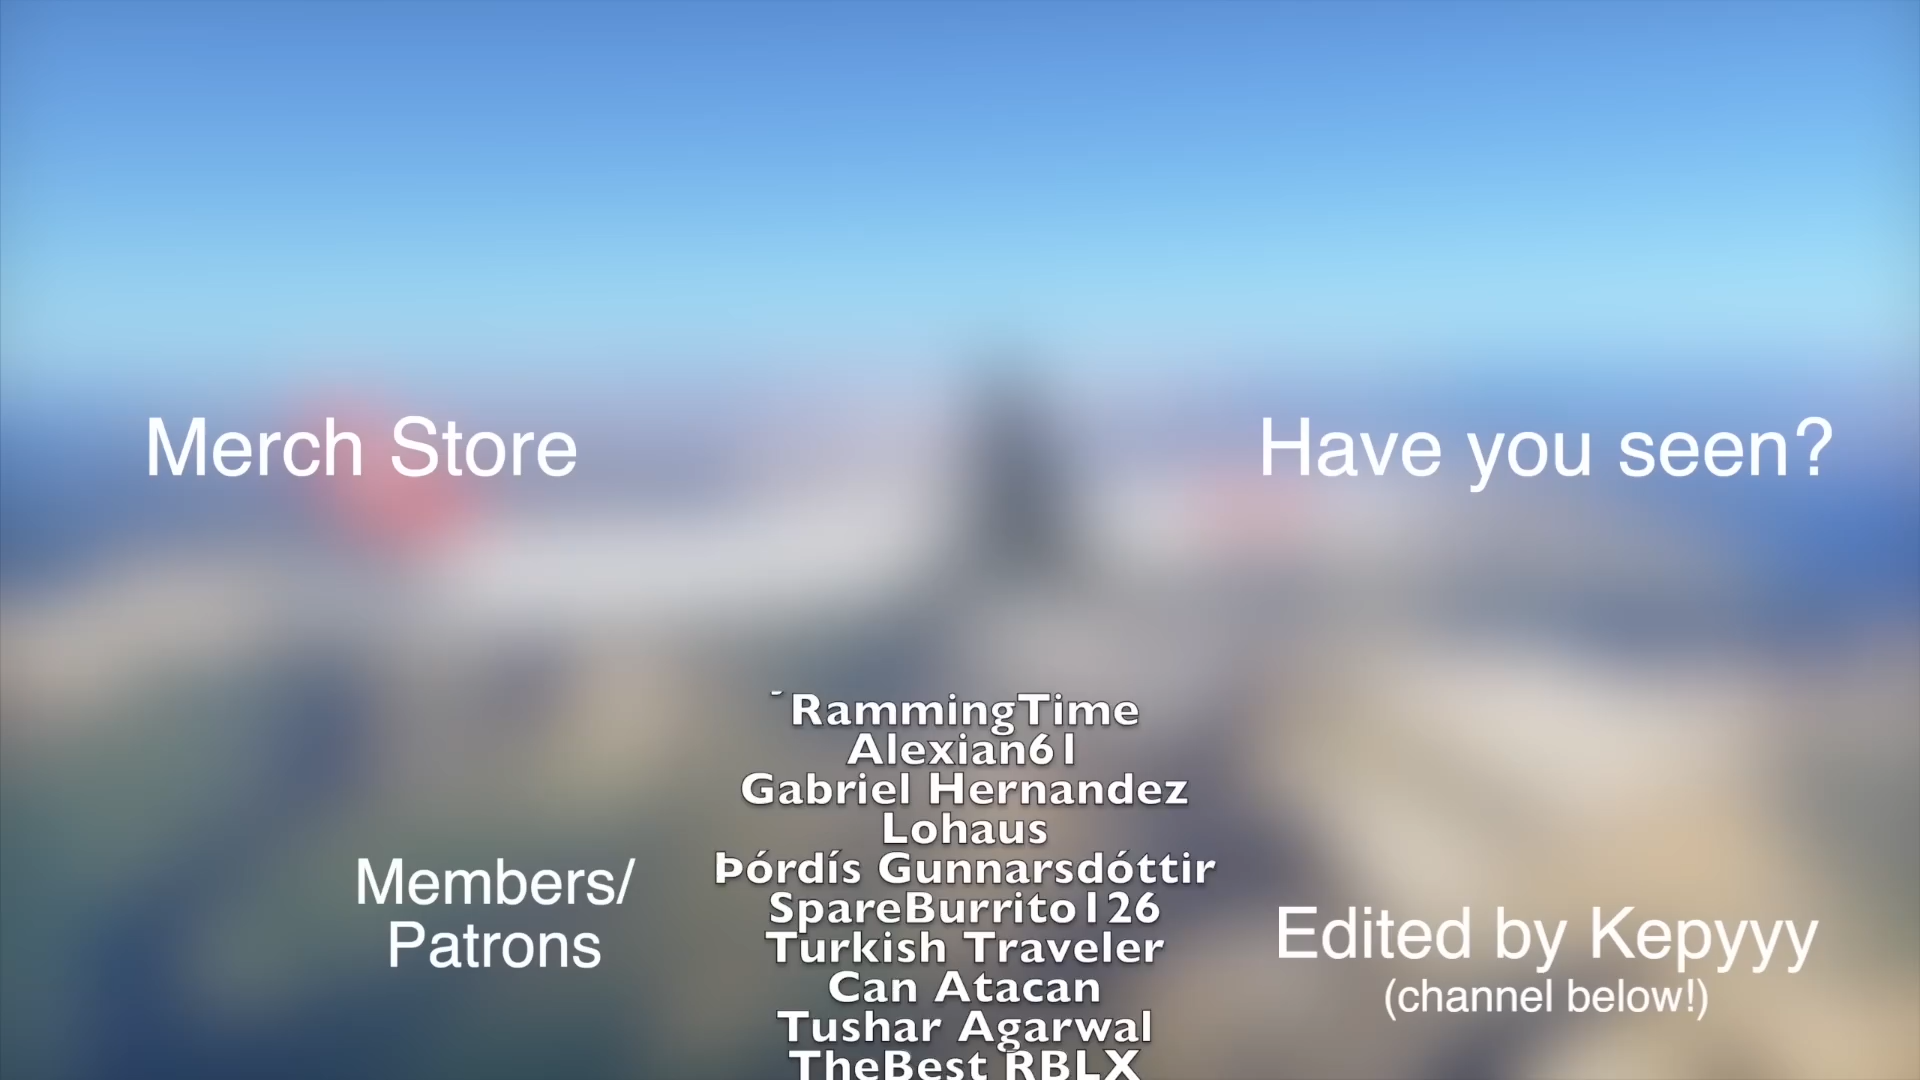 Merch Store
Have you seen?
RammingTime
Alexian61
Gabriel Hernandez
Lohaus
Þórdís Gunnarsdóttir
SpareBurrito126
Turkish Traveler
Can Atacan
Tushar Agarwal
TheBest RBLX
Members/
Patrons
Edited by Kepyyy
(channel below!)